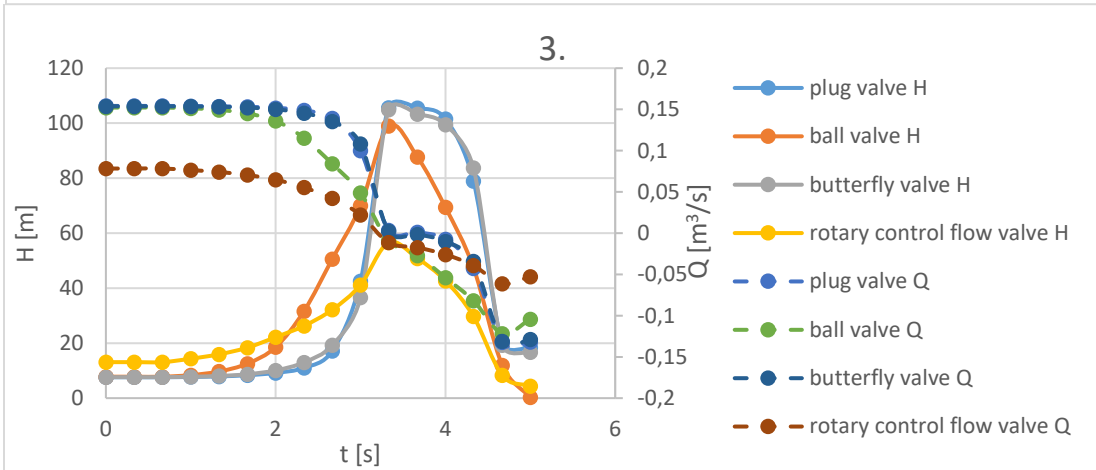 3.
120
100
80
60
40
20
0
H [m]
0,2
0,15
0,1
0,05
0
-0,05
-0,1
-0,15
-0,2
Q [m³/s]
0
2
4
6
t [s]
plug valve H
ball valve H
butterfly valve H
rotary control flow valve H
plug valve Q
ball valve Q
butterfly valve Q
rotary control flow valve Q